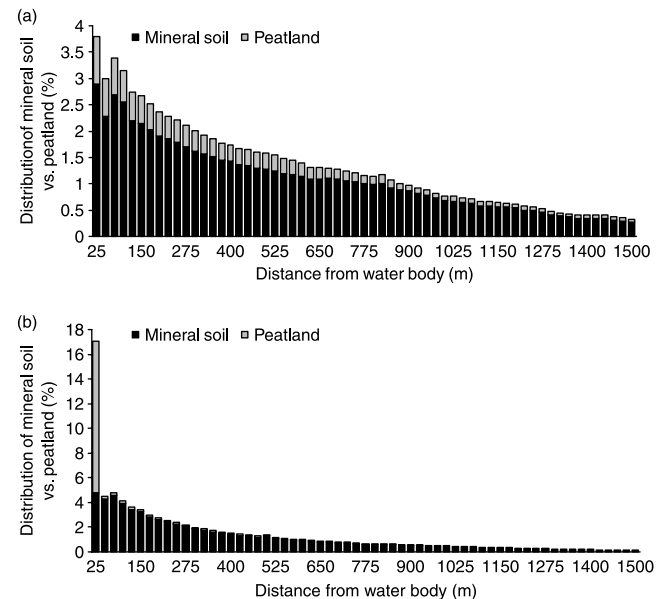 (a)
Mineral soil Peatland
Distributionof mineral soil
vs. peatland (%)
4
3.5
3
2.5
2
1.5
1
0.5
0
25 150 275 400 525 650 775 900 1025 1150 1275 1500
Distance from water body (m)
(b)
Mineral soil Peatland
Distribution of mineral soil
vs. peatland (%)
18
16
14
12
10
8
6
4
2
0
25 150 275 400 525 650 775 900 1025 1150 1275 1500
Distance from water body (m)